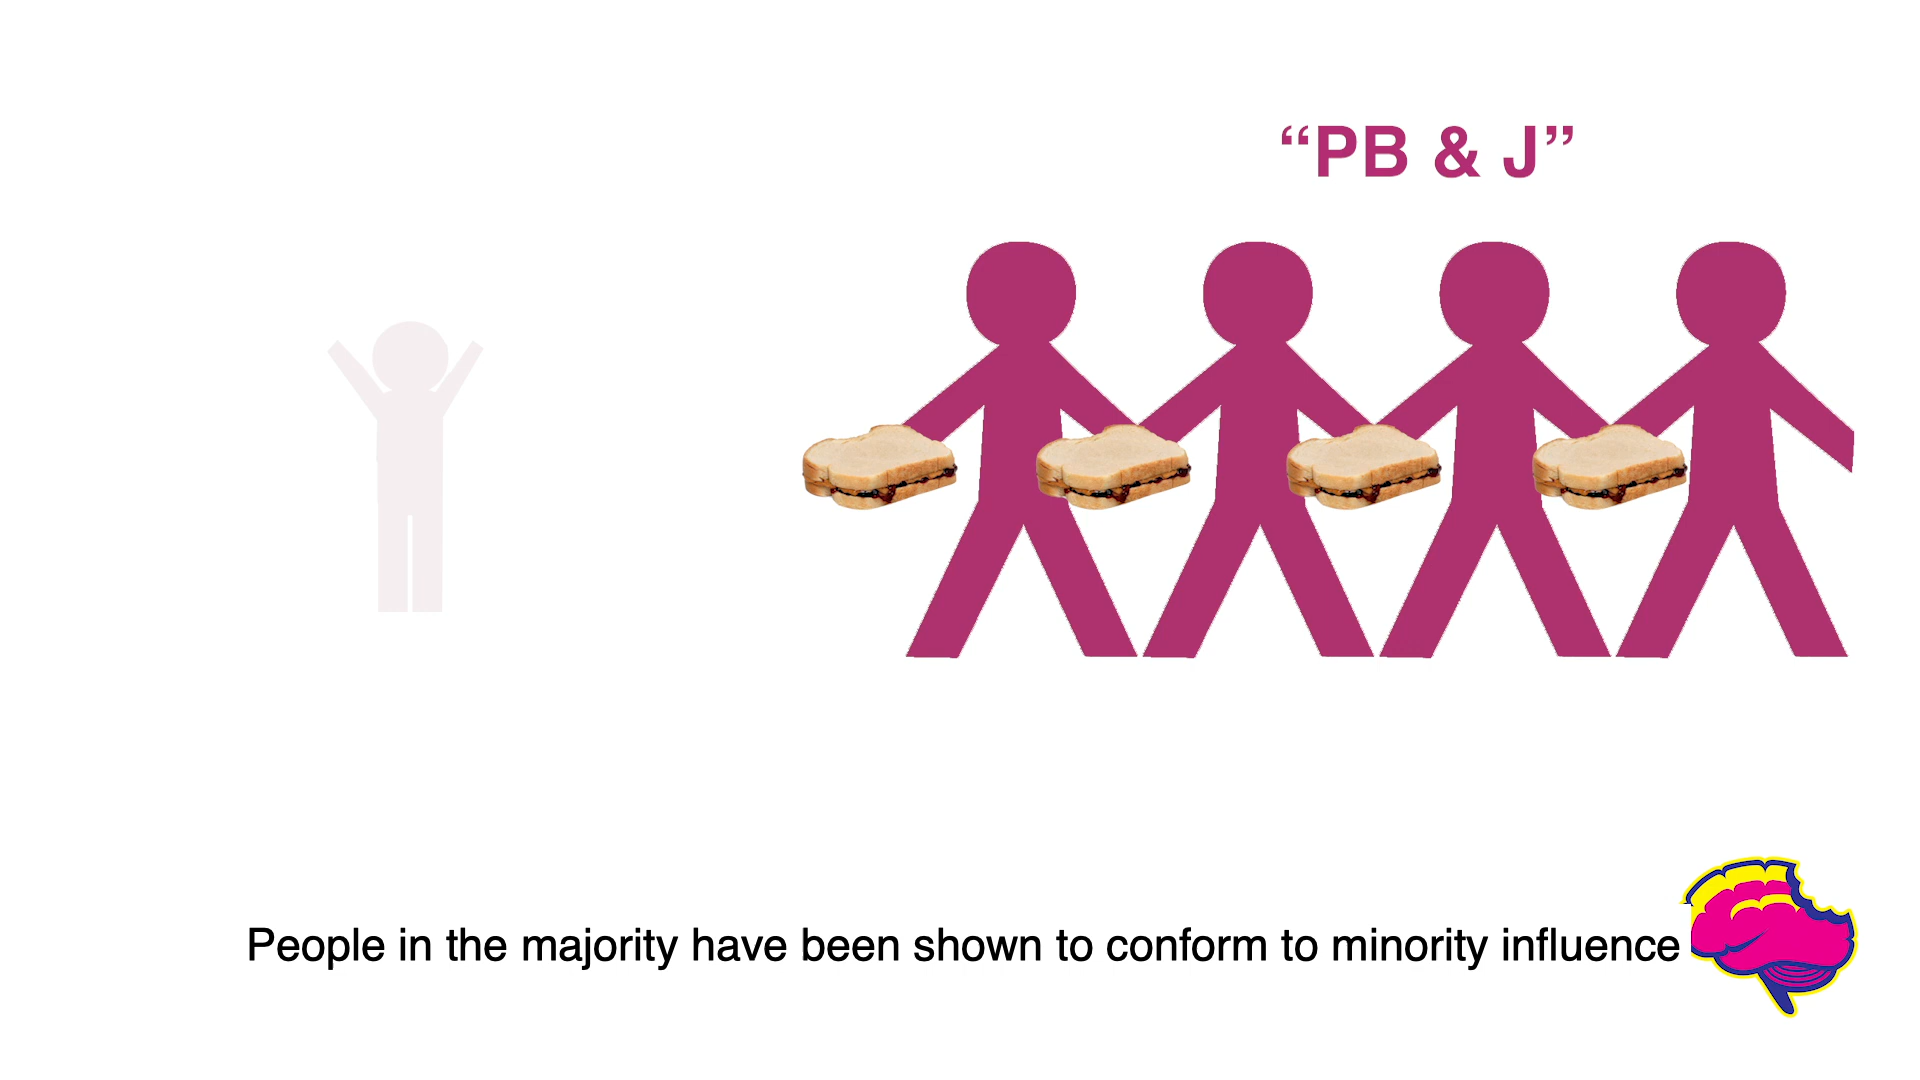 “PB & J”
People in the majority have been shown to conform to minority influence